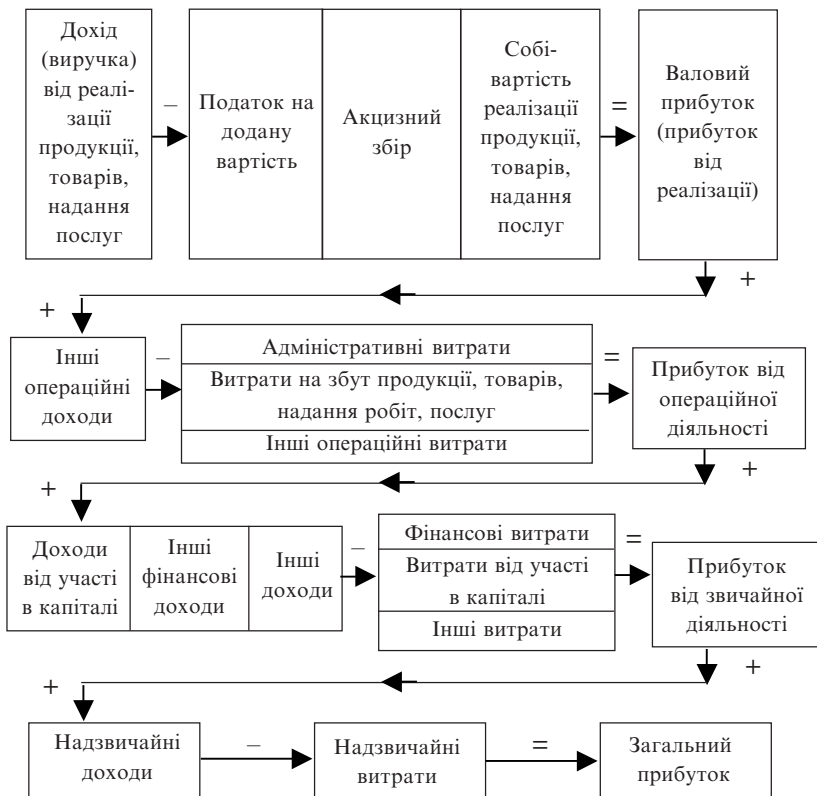 Дохід
(виручка)
від реалі-
зації
продукції,
товарів,
надання
послуг
–
Податок на
додану
вартість
Акцизний
збір
Собі-
вартість
реалізації
продукції,
товарів,
надання
послуг
=
Валовий
прибуток
(прибуток
від
реалізації)
+
+
Інші
операційні
доходи
–
Адміністративні витрати
Витрати на збут продукції, товарів,
надання робіт, послуг
Інші операційні витрати
=
Прибуток від
операційної
діяльності
+
+
Доходи
від участі
в капіталі
Інші
фінансові
доходи
Інші
доходи
–
Фінансові витрати
Витрати від участі
в капіталі
Інші витрати
=
Прибуток
від звичайної
діяльності
+
+
Надзвичайні
доходи
–
Надзвичайні
витрати
=
Загальний
прибуток